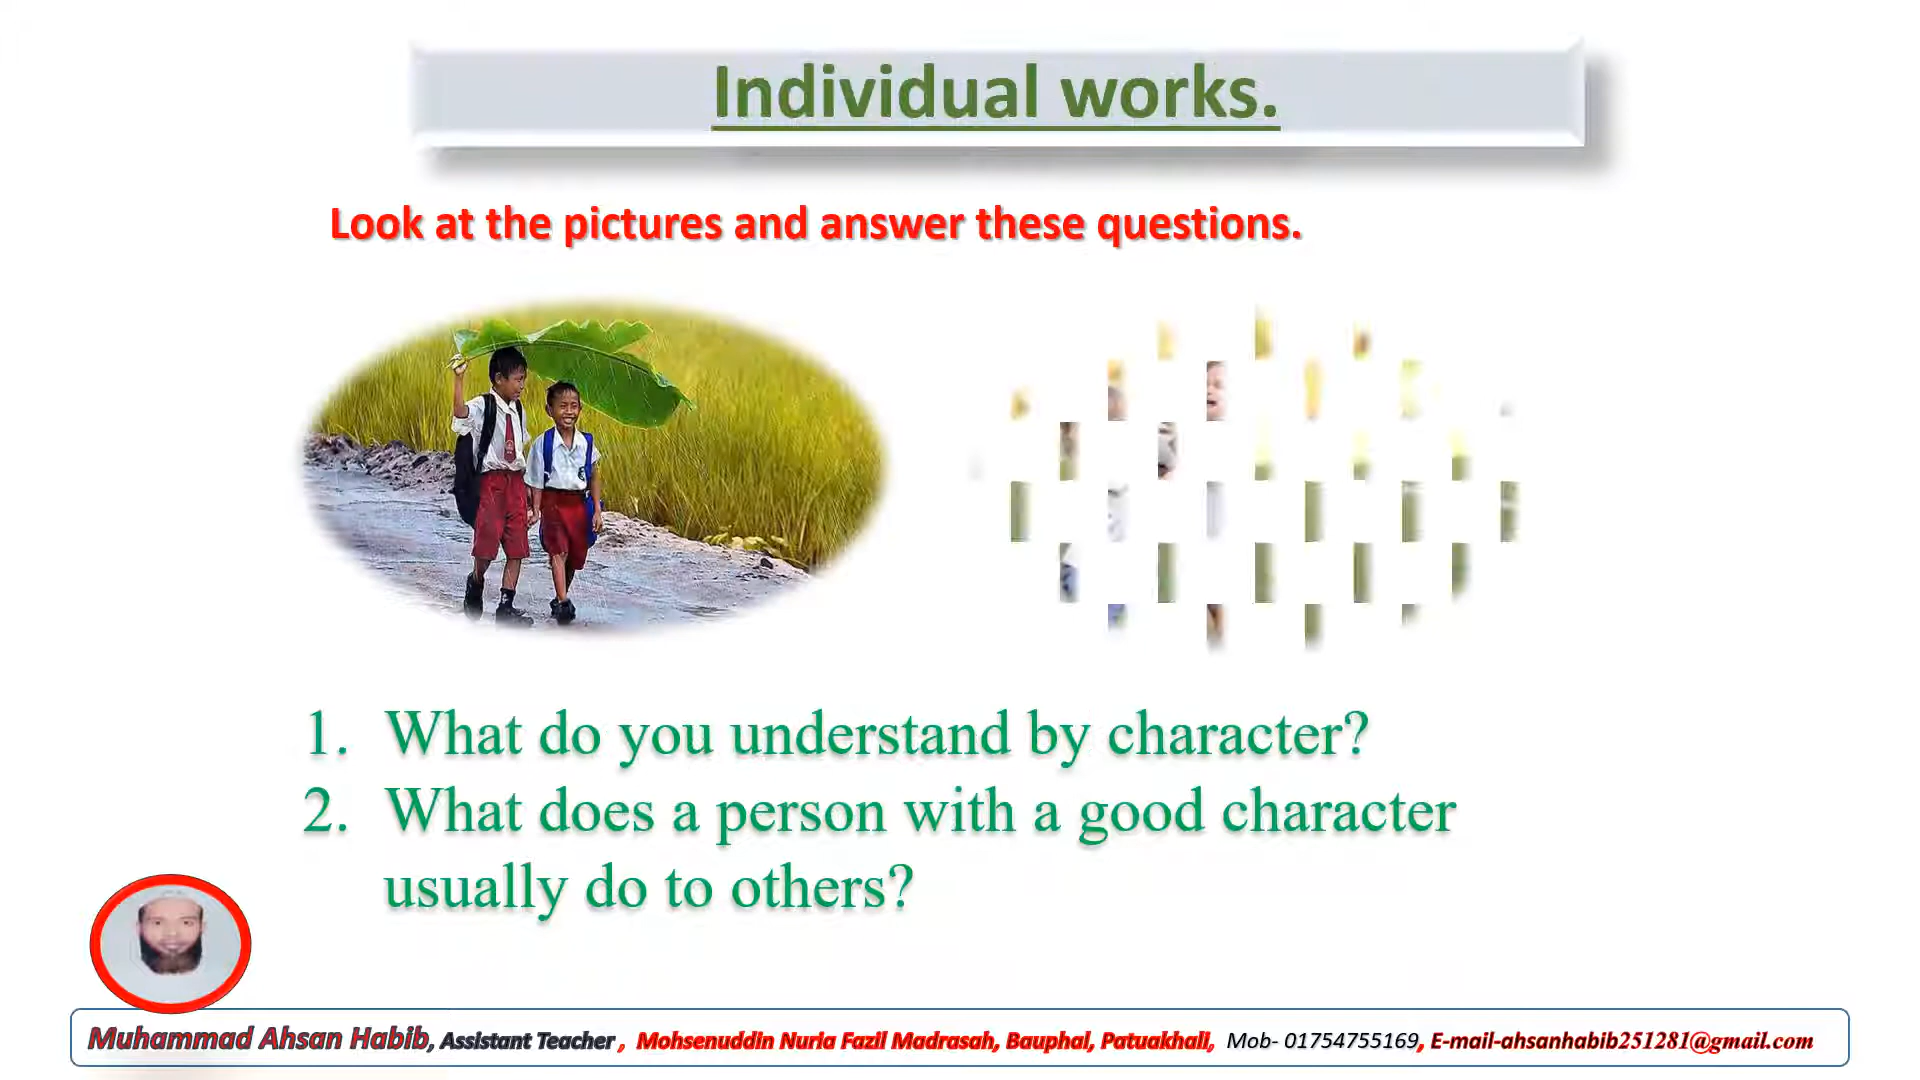 Individual works.
Look at the pictures and answer these questions.
1. What do you understand by character?
2. What does a person with a good character
usually do to others?
Muhammad Ahsan Habib, Assistant Teacher , Mohsenuddin Nuria Fazil Madrasah, Bauphal, Patuakhali, Mob- 01754755169, E-mail-ahsanhabib251281@gmail.com